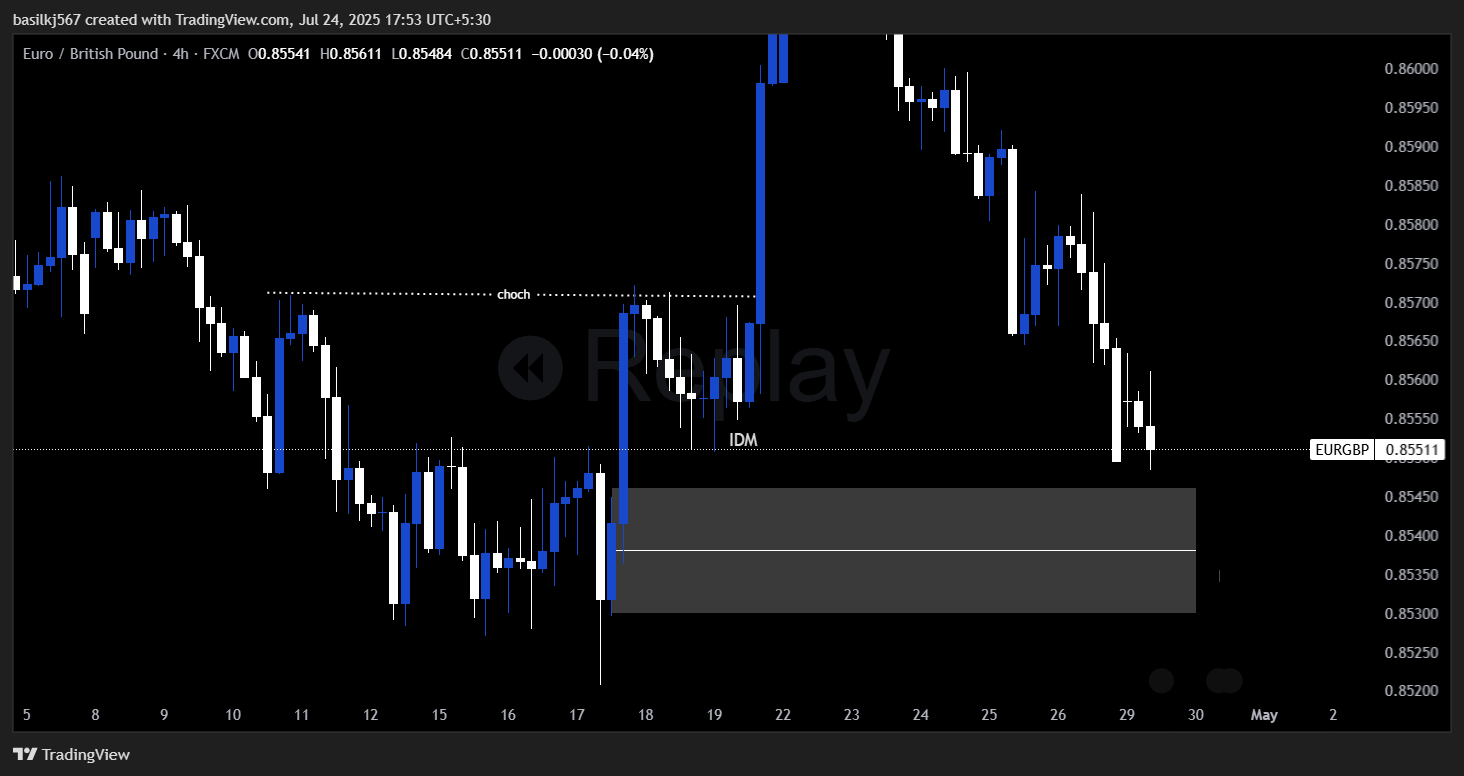 basilkj567 created with TradingView.com, Jul 24, 2025 17:53 UTC+5:30
Euro / British Pound · 4h · FXCM O0.85541 H0.85611 L0.85484 C0.85511 −0.00030 (−0.04%)
0.86000
0.85950
0.85900
0.85850
0.85800
0.85750
choch
0.85700
Replay
0.85650
0.85600
0.85550
IDM
EURGBP 0.85511
0.85450
0.85400
0.85350
0.85300
0.85250
0.85200
5 8 9 10 11 12 15 16 17 18 19 22 23 24 25 26 29 30 May 2
TradingView